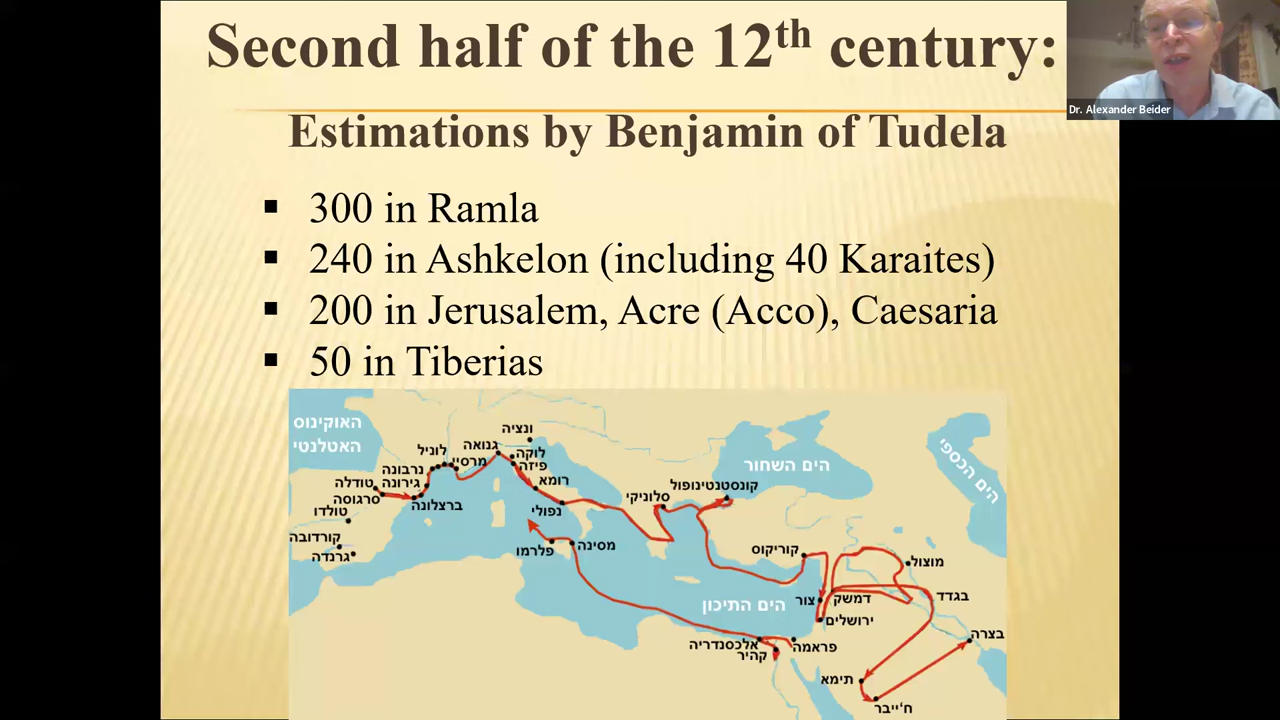 Second half of the 12th century:
Dr. Alexander Beider
Estimations by Benjamin of Tudela
▪ 300 in Ramla
▪ 240 in Ashkelon (including 40 Karaites)
▪ 200 in Jerusalem, Acre (Acco), Caesaria
▪ 50 in Tiberias
האוקינוס
האטלנטי
ונציה
גנואה
לוקה
פיזה
לוניל
מרסיי
נרבונה
רומא
טודלה
גירונה
סרגוסה
ברצלונה
נפולי
טולדו
קורדובה
גרנדה
פלרמו
מסינה
סלוניקי
קונסטנטינופול
הים השחור
הים הכספי
קוריקוס
מוצול
בגדד
דמשק
צור
ירושלים
הים התיכון
בצרה
אלכסנדריה
פראמה
קהיר
תימא
ח'ייבר